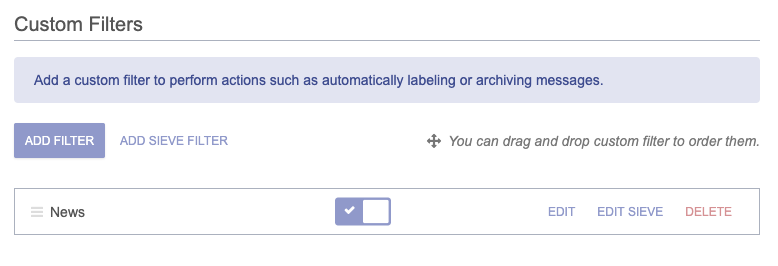 Custom Filters
Add a custom filter to perform actions such as automatically labeling or archiving messages.
ADD FILTER ADD SIEVE FILTER You can drag and drop custom filter to order them.
News EDIT EDIT SIEVE DELETE